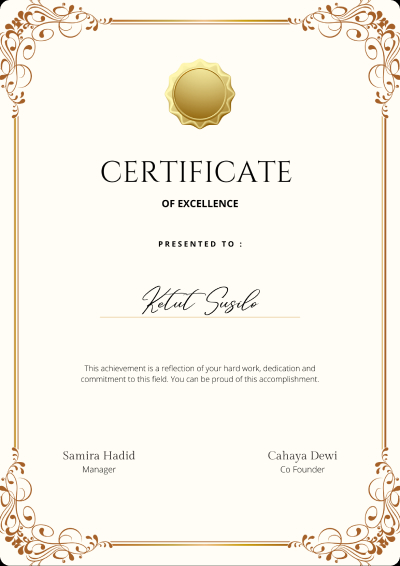 CERTIFICATE
OF EXCELLENCE
PRESENTED TO :
Ketut Susilo
This achievement is a reflection of your hard work, dedication and
commitment to this field. You can be proud of this accomplishment.
Samira Hadid
Manager
Cahaya Dewi
Co Founder